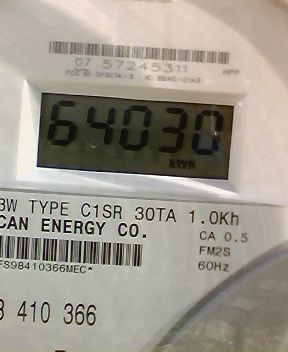 07 57245311 HPP
64030
kWh
3W TYPE C1SR 30TA 1.0Kh
CAN ENERGY CO.
CA 0.5
FM2S
60Hz
FS98410366MEC*
410 366